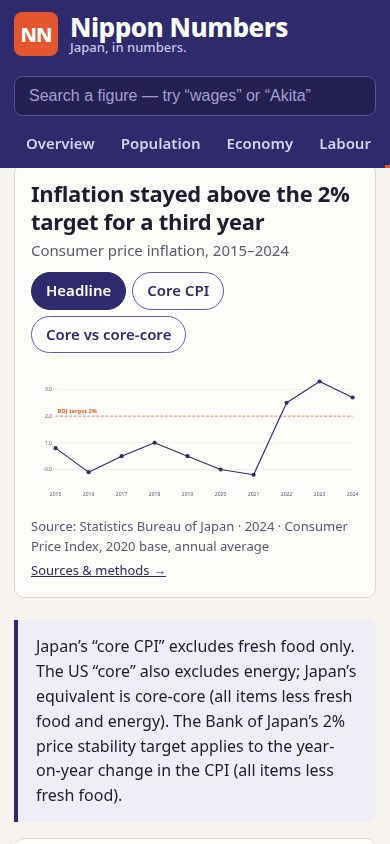 NN
Nippon Numbers
Japan, in numbers.
Search a figure — try “wages” or “Akita”
Overview Population Economy Labour
Inflation stayed above the 2%
target for a third year
Consumer price inflation, 2015–2024
Headline Core CPI
Core vs core-core
3.0
BOJ target 2%
2.0
1.0
-0.0
2015 2016 2017 2018 2019 2020 2021 2022 2023 2024
Source: Statistics Bureau of Japan · 2024 · Consumer
Price Index, 2020 base, annual average
Sources & methods →
Japan’s “core CPI” excludes fresh food only.
The US “core” also excludes energy; Japan’s
equivalent is core-core (all items less fresh
food and energy). The Bank of Japan’s 2%
price stability target applies to the year-
on-year change in the CPI (all items less
fresh food).